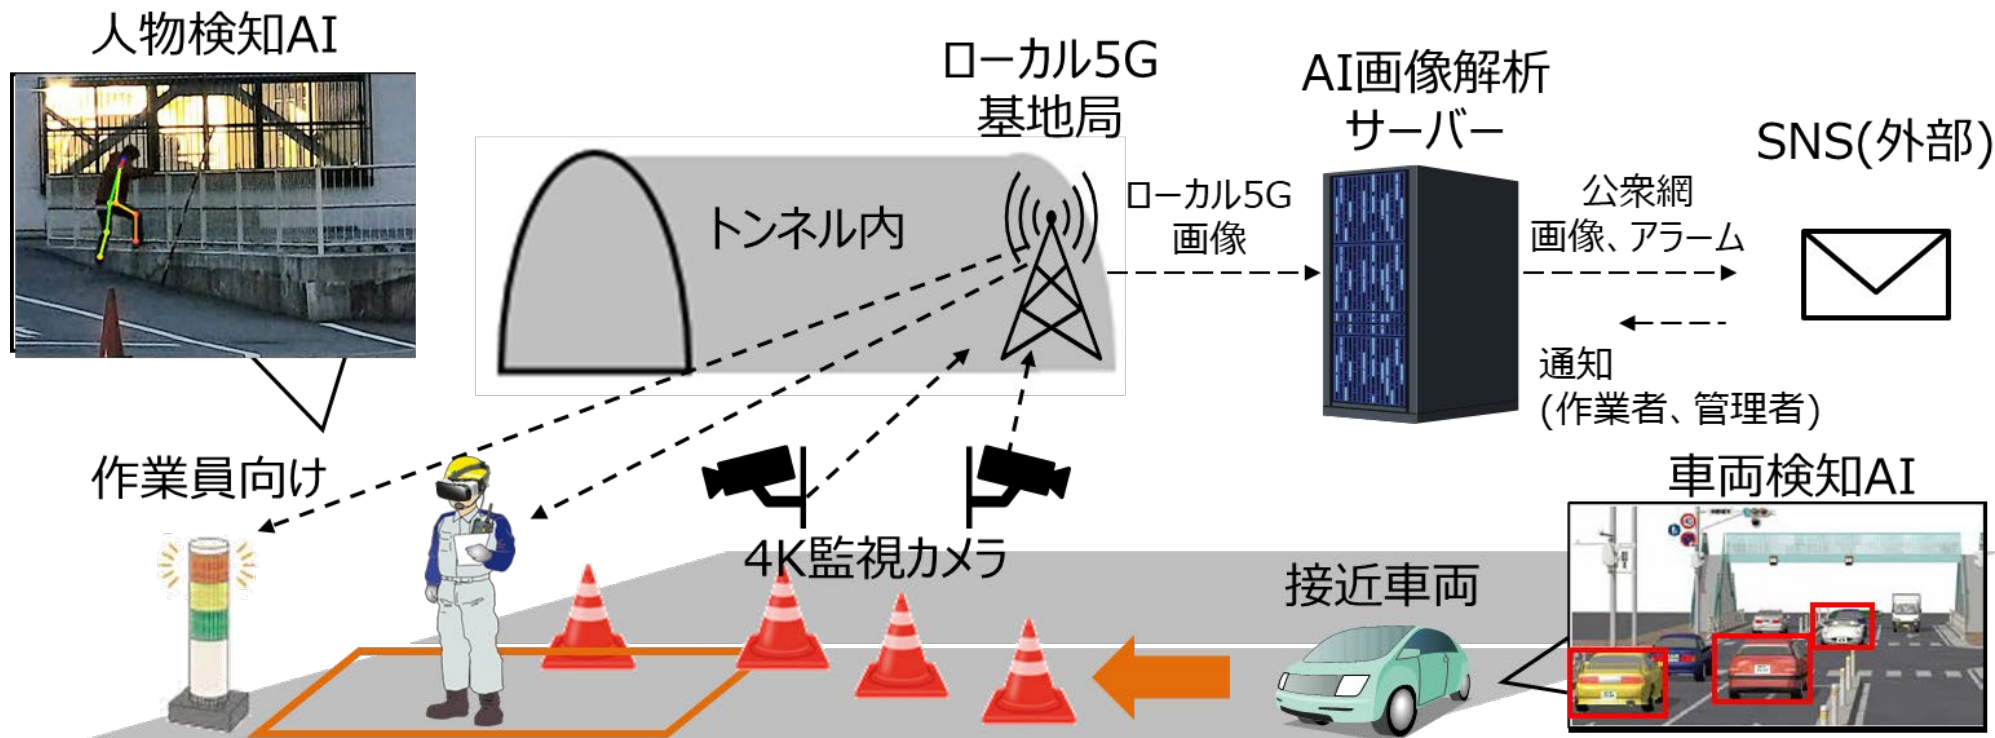 人物検知AI
ローカル5G
基地局
AI画像解析
サーバー
SNS(外部)
トンネル内
ローカル5G
画像
公衆網
画像、アラーム
通知
(作業者、管理者)
作業員向け
4K監視カメラ
接近車両
車両検知AI